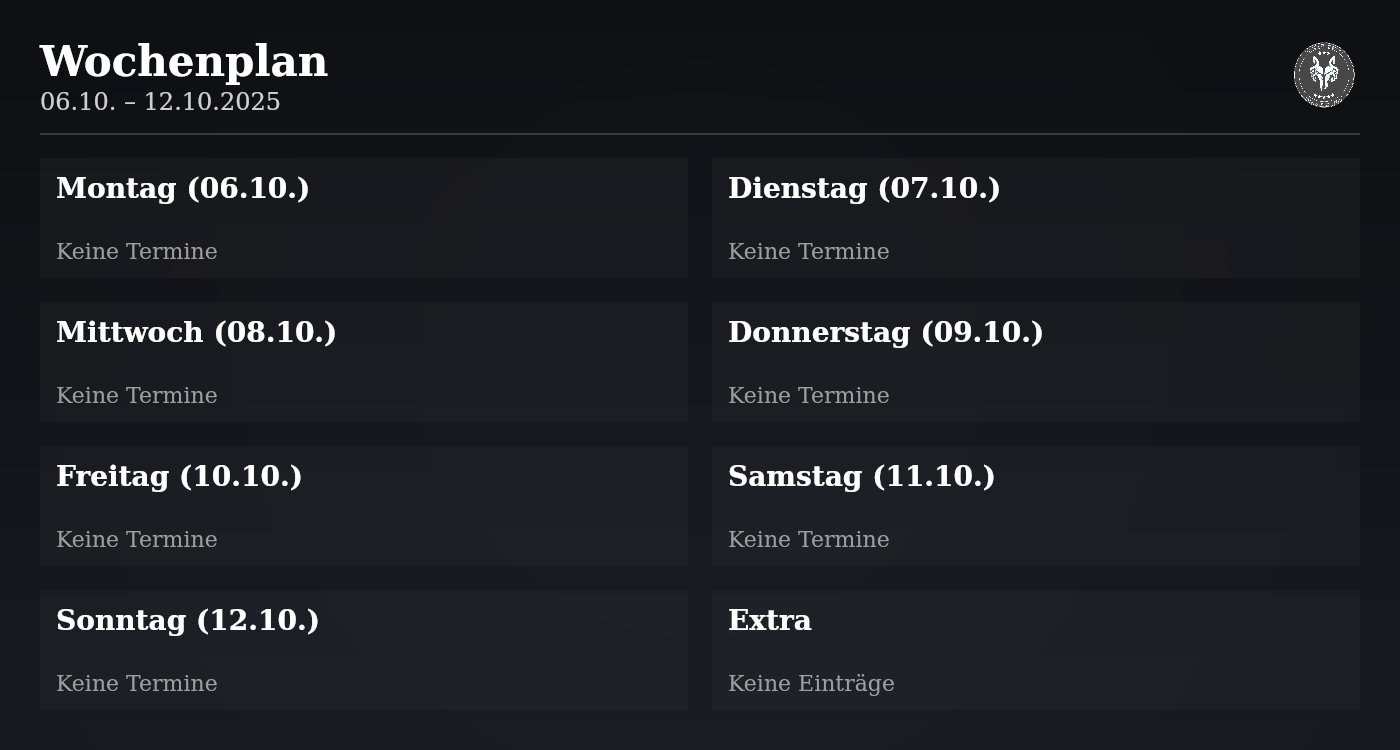 Wochenplan
06.10. – 12.10.2025
Montag (06.10.)
Keine Termine
Dienstag (07.10.)
Keine Termine
Mittwoch (08.10.)
Keine Termine
Donnerstag (09.10.)
Keine Termine
Freitag (10.10.)
Keine Termine
Samstag (11.10.)
Keine Termine
Sonntag (12.10.)
Keine Termine
Extra
Keine Einträge